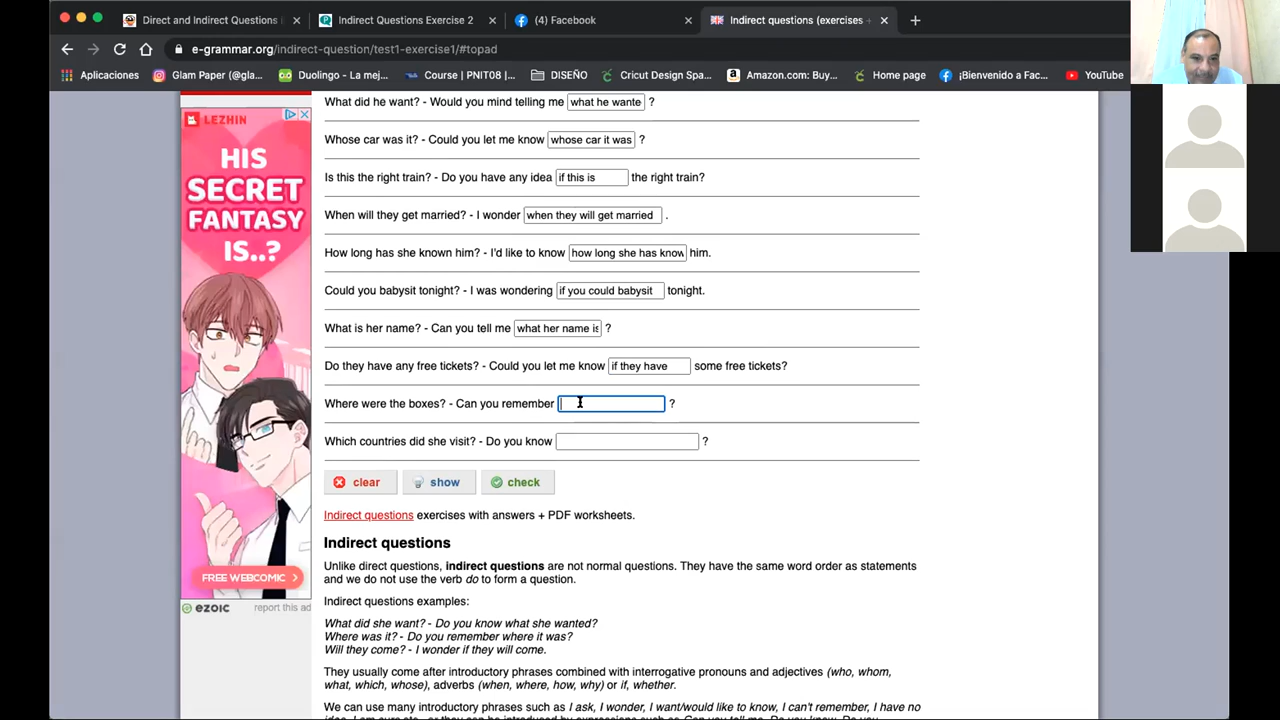 Direct and Indirect Questions i
Indirect Questions Exercise 2
(4) Facebook
Indirect questions (exercises +
e-grammar.org/indirect-question/test1-exercise1/#topad
Aplicaciones
Glam Paper (@gla...
Duolingo - La mej...
Course | PNIT08 |...
DISEÑO
Cricut Design Spa...
Amazon.com: Buy...
Home page
¡Bienvenido a Fac...
YouTube
What did he want? - Would you mind telling me what he wante ?
Whose car was it? - Could you let me know whose car it was ?
Is this the right train? - Do you have any idea if this is the right train?
When will they get married? - I wonder when they will get married .
How long has she known him? - I'd like to know how long she has know him.
Could you babysit tonight? - I was wondering if you could babysit tonight.
What is her name? - Can you tell me what her name is ?
Do they have any free tickets? - Could you let me know if they have some free tickets?
Where were the boxes? - Can you remember ?
Which countries did she visit? - Do you know ?
clear show check
Indirect questions exercises with answers + PDF worksheets.
Indirect questions
Unlike direct questions, indirect questions are not normal questions. They have the same word order as statements
and we do not use the verb do to form a question.
Indirect questions examples:
What did she want? - Do you know what she wanted?
Where was it? - Do you remember where it was?
Will they come? - I wonder if they will come.
They usually come after introductory phrases combined with interrogative pronouns and adjectives (who, whom,
what, which, whose), adverbs (when, where, how, why) or if, whether.
We can use many introductory phrases such as I ask, I wonder, I want/would like to know, I can't remember, I have no
LEZHIN
HIS
SECRET
FANTASY
IS..?
FREE WEBCOMIC >
ezoic
report this ad